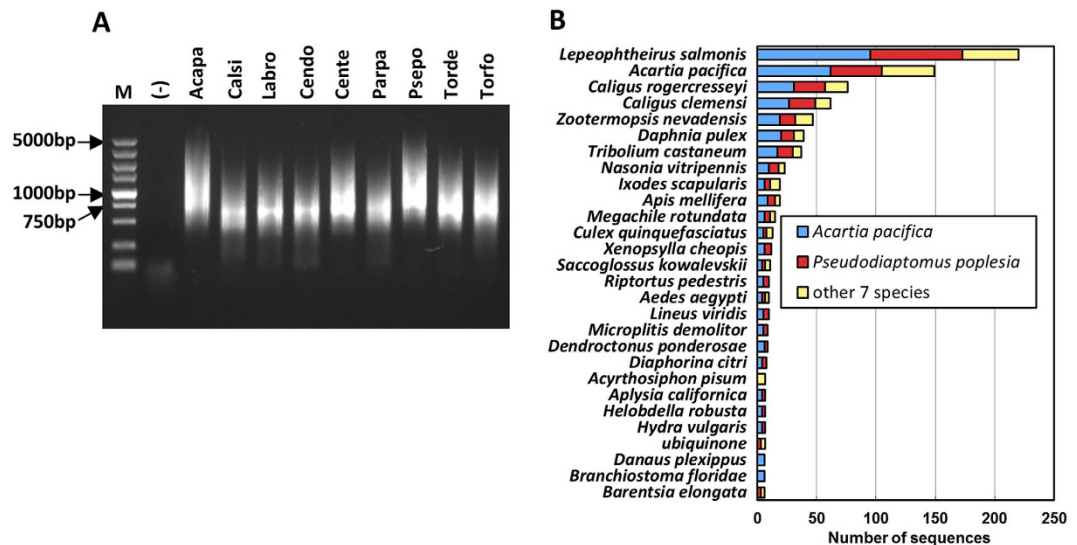 A
M
(-)
Acapa
Calsi
Labro
Cendo
Cente
Parpa
Psepo
Torde
Torfo
5000bp
1000bp
750bp
B
Lepeophtheirus salmonis
Acartia pacifica
Caligus rogercresseyi
Caligus clemensi
Zootermopsis nevadensis
Daphnia pulex
Tribolium castaneum
Nasonia vitripennis
Ixodes scapularis
Apis mellifera
Megachile rotundata
Culex quinquefasciatus
Xenopsylla cheopis
Saccoglossus kowalevskii
Riptortus pedestris
Aedes aegypti
Lineus viridis
Microplitis demolitor
Dendroctonus ponderosae
Diaphorina citri
Acyrthosiphon pisum
Aplysia californica
Helobdella robusta
Hydra vulgaris
ubiquinone
Danaus plexippus
Branchiostoma floridae
Barentsia elongata
Acartia pacifica
Pseudodiaptomus poplesia
other 7 species
0 50 100 150 200 250
Number of sequences